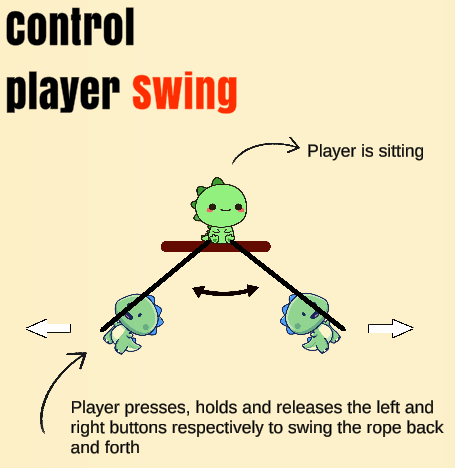 control
player swing
Player is sitting
Player presses, holds and releases the left and
right buttons respectively to swing the rope back
and forth